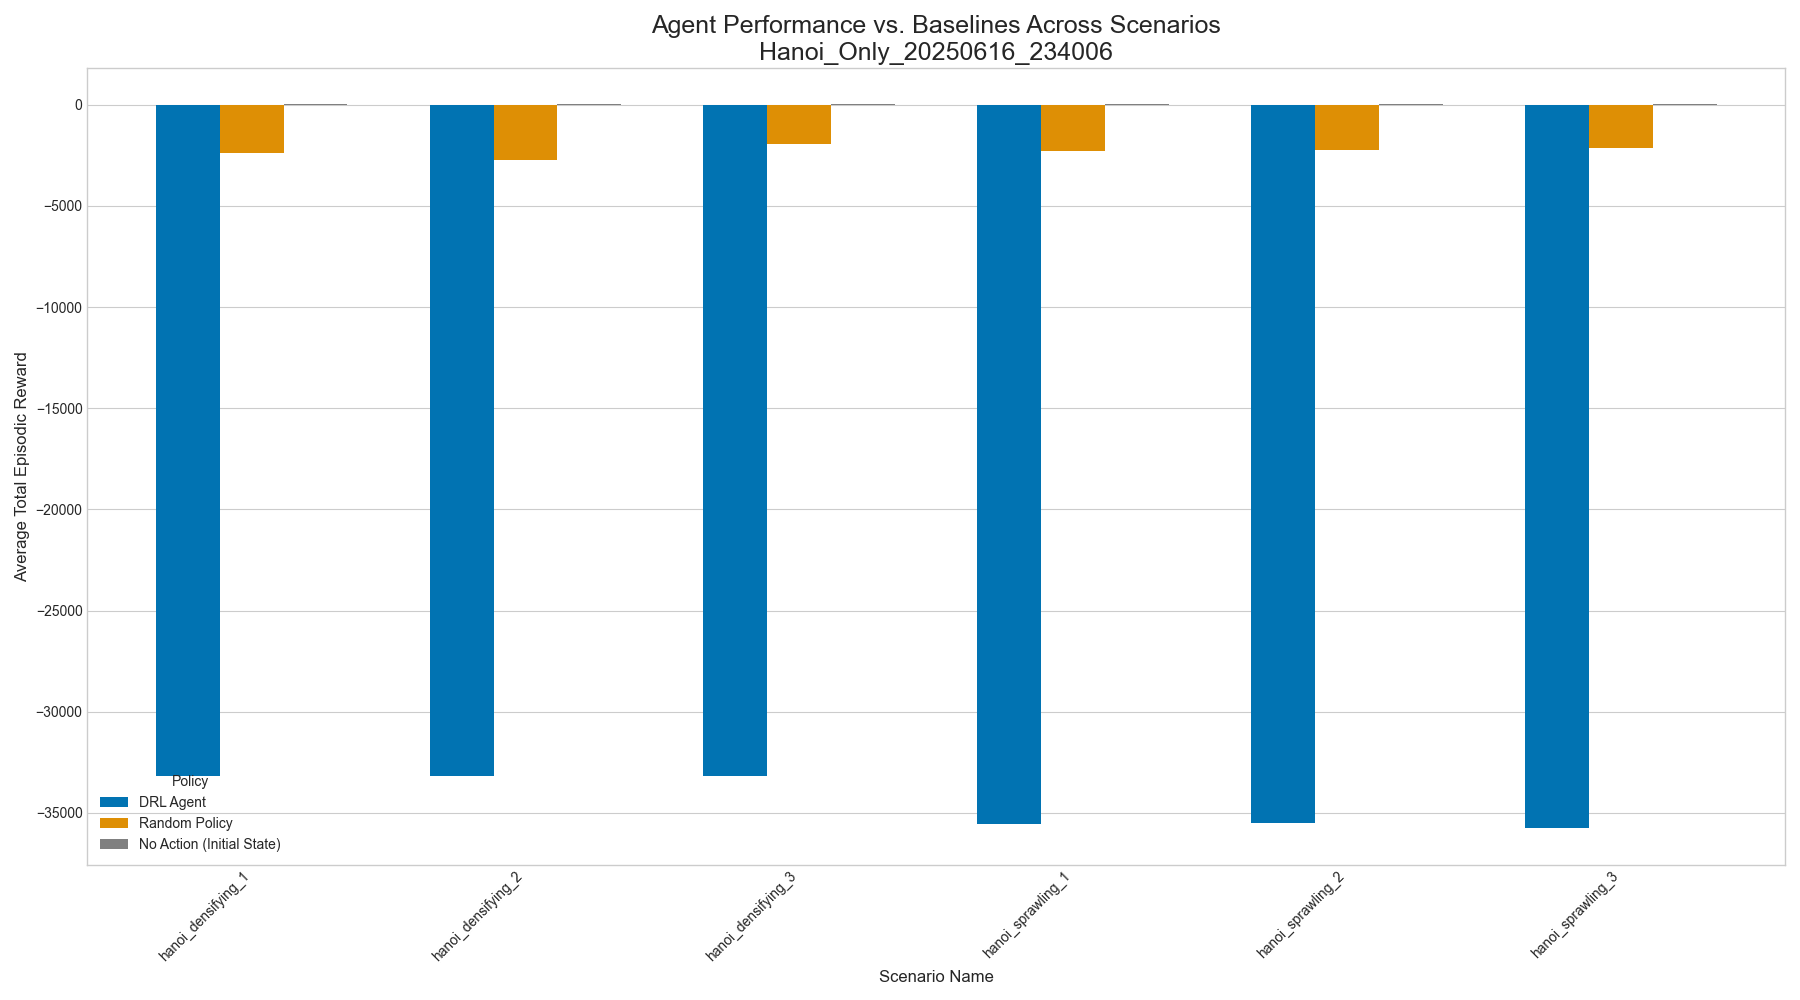 Agent Performance vs. Baselines Across Scenarios
Hanoi_Only_20250616_234006
Average Total Episodic Reward
0
−5000
−10000
−15000
−20000
−25000
−30000
−35000
Policy
DRL Agent
Random Policy
No Action (Initial State)
hanoi_densifying_1
hanoi_densifying_2
hanoi_densifying_3
hanoi_sprawling_1
hanoi_sprawling_2
hanoi_sprawling_3
Scenario Name